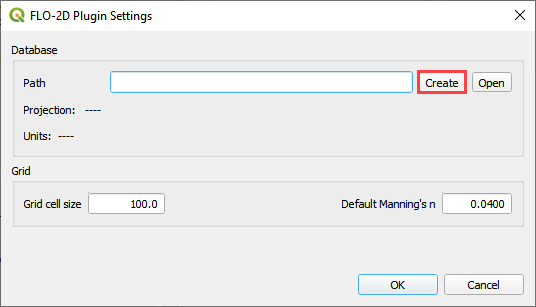 FLO-2D Plugin Settings
Database
Path Create Open
Projection: ----
Units: ----
Grid
Grid cell size 100.0 Default Manning's n 0.0400
OK Cancel